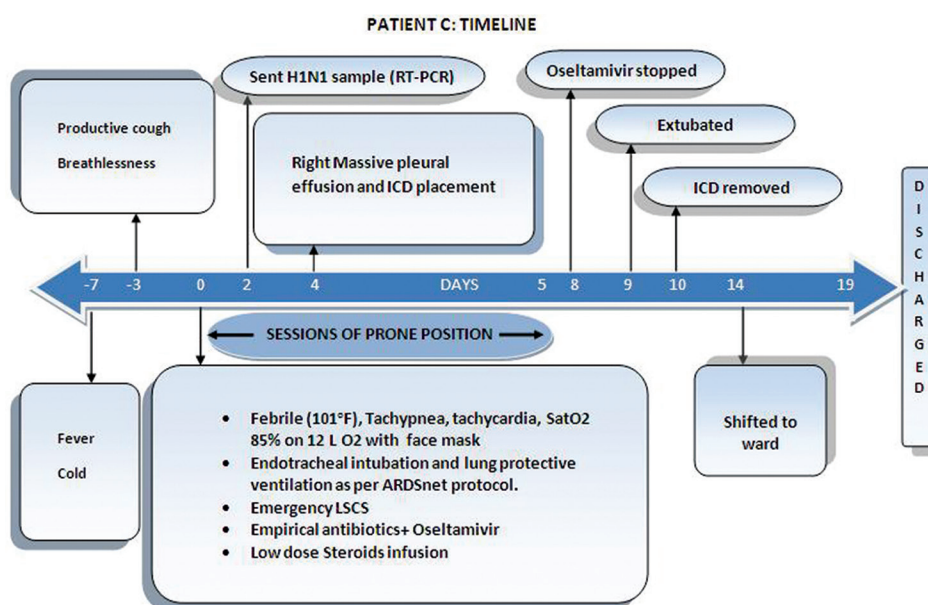 PATIENT C: TIMELINE
Productive cough
Breathlessness
Sent H1N1 sample (RT-PCR)
Right Massive pleural
effusion and ICD placement
Oseltamivir stopped
Extubated
ICD removed
-7 -3 0 2 4 DAYS 5 8 9 10 14 19
DISCHARGED
SESSIONS OF PRONE POSITION
Fever
Cold
• Febrile (101°F), Tachypnea, tachycardia, SatO2
85% on 12 L O2 with face mask
• Endotracheal intubation and lung protective
ventilation as per ARDSnet protocol.
• Emergency LSCS
• Empirical antibiotics+ Oseltamivir
• Low dose Steroids infusion
Shifted to
ward